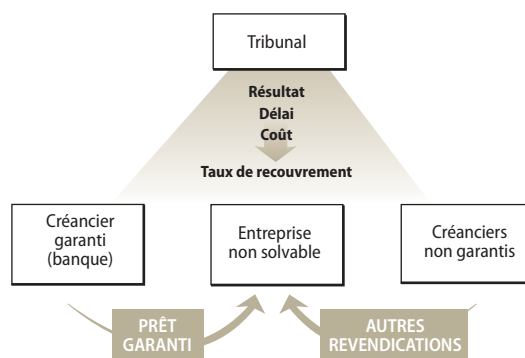 Tribunal
Résultat
Délai
Coût
Taux de recouvrement
Créancier
garanti
(banque)
Entreprise
non solvable
Créanciers
non garantis
PRÊT
GARANTI
AUTRES
REVENDICATIONS